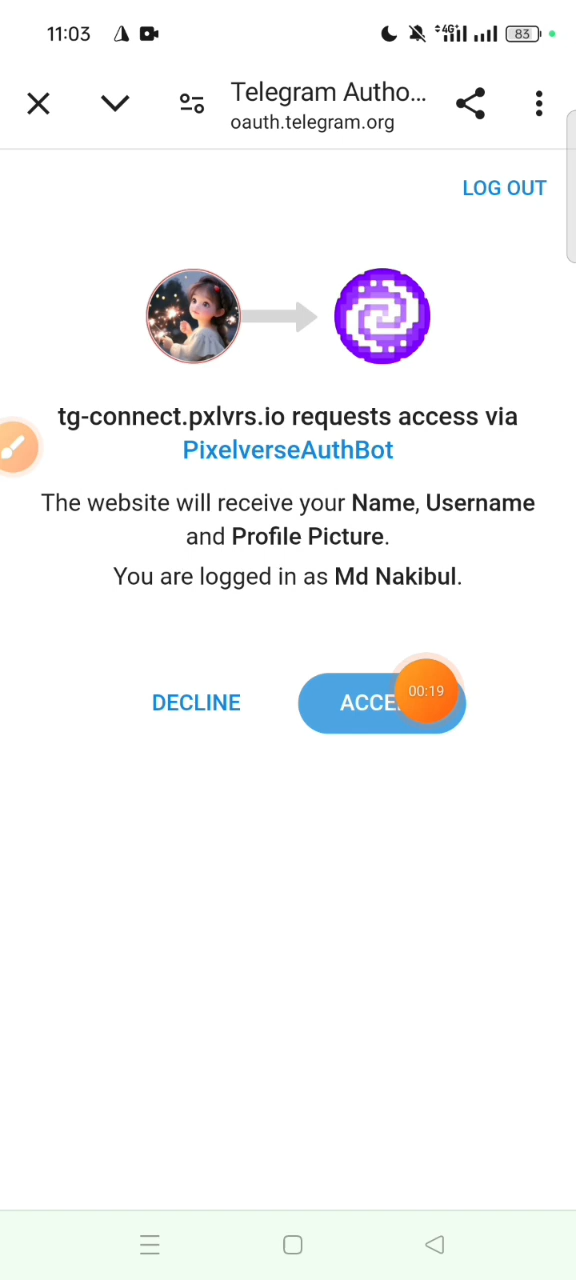 11:03
4G+
83
Telegram Autho...
oauth.telegram.org
LOG OUT
tg-connect.pxlvrs.io requests access via
PixelverseAuthBot
The website will receive your Name, Username
and Profile Picture.
You are logged in as Md Nakibul.
DECLINE
ACCE
00:19